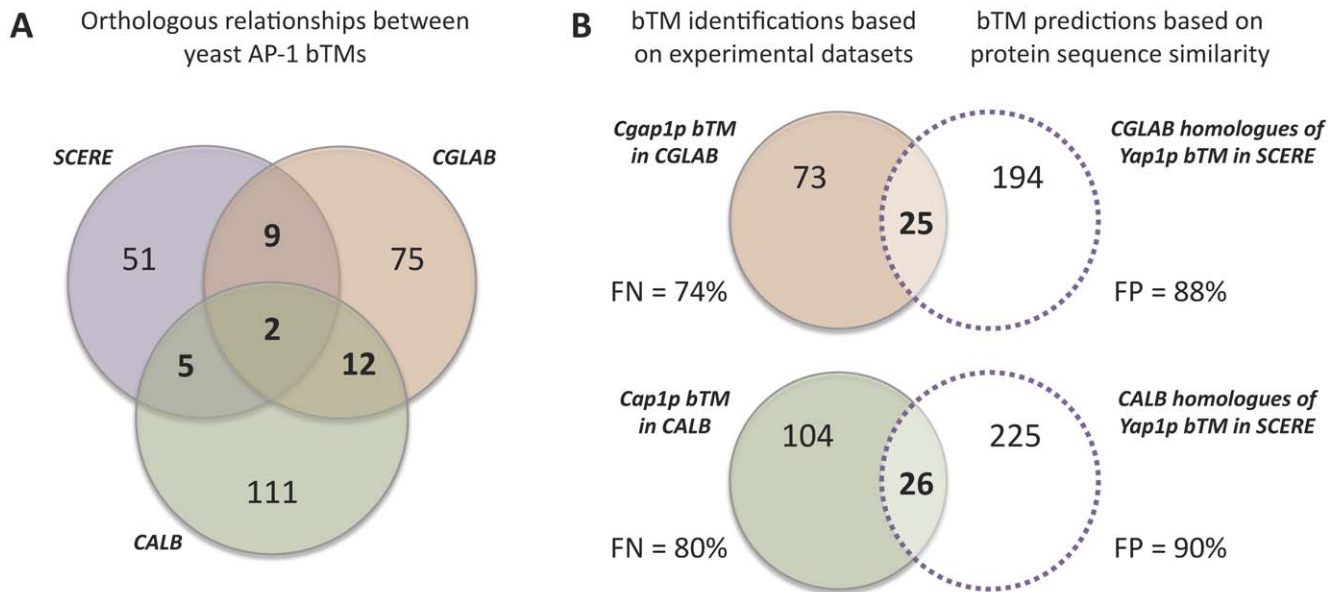 A
Orthologous relationships between
yeast AP-1 bTMs
SCERE
CGLAB
51
9
75
2
5
12
111
CALB
B
bTM identifications based
on experimental datasets
bTM predictions based on
protein sequence similarity
Cgap1p bTM
in CGLAB
73
25
194
CGLAB homologues of
Yap1p bTM in SCERE
FN = 74%
FP = 88%
Cap1p bTM
in CALB
104
26
225
CALB homologues of
Yap1p bTM in SCERE
FN = 80%
FP = 90%